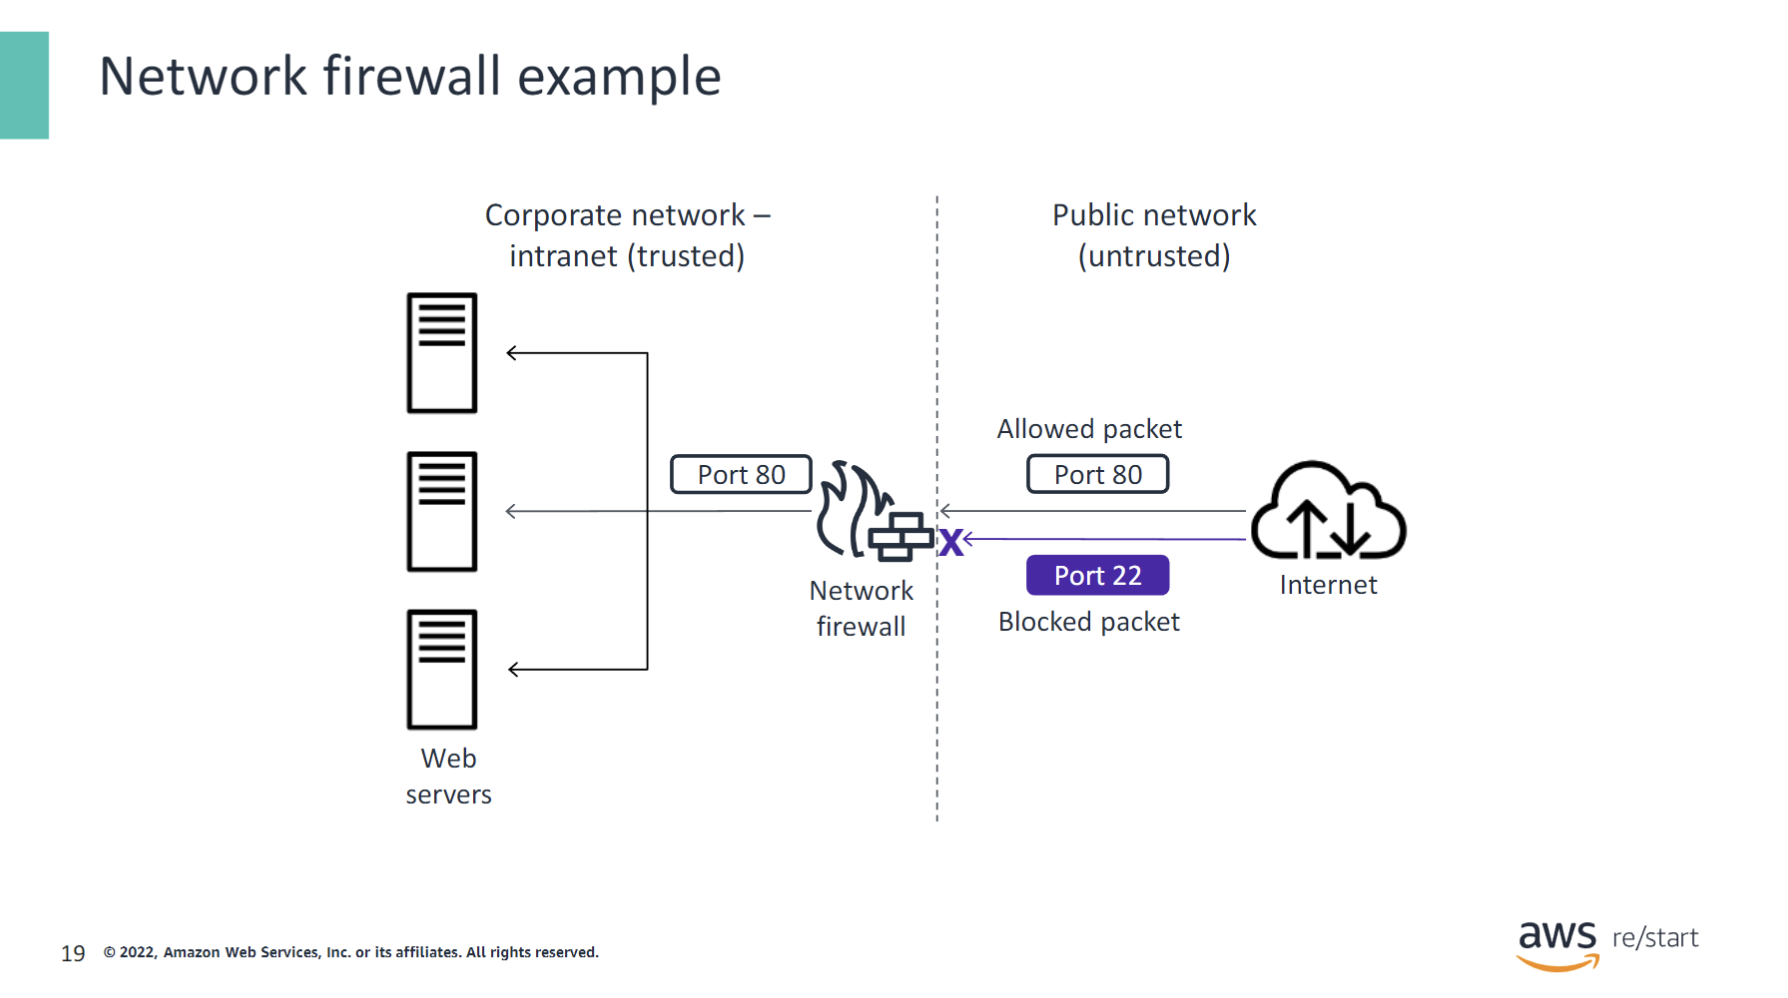 Network firewall example
Corporate network –
intranet (trusted)
Public network
(untrusted)
Allowed packet
Port 80
Port 80
X
Port 22
Blocked packet
Network
firewall
Internet
Web
servers
19
© 2022, Amazon Web Services, Inc. or its affiliates. All rights reserved.
aws re/start